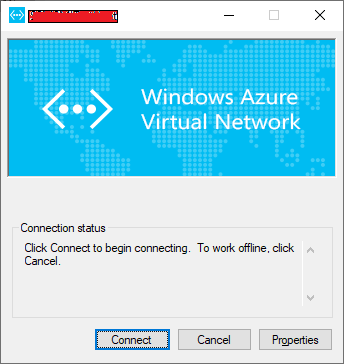 Windows Azure
Virtual Network
Connection status
Click Connect to begin connecting. To work offline, click
Cancel.
Connect
Cancel
Properties